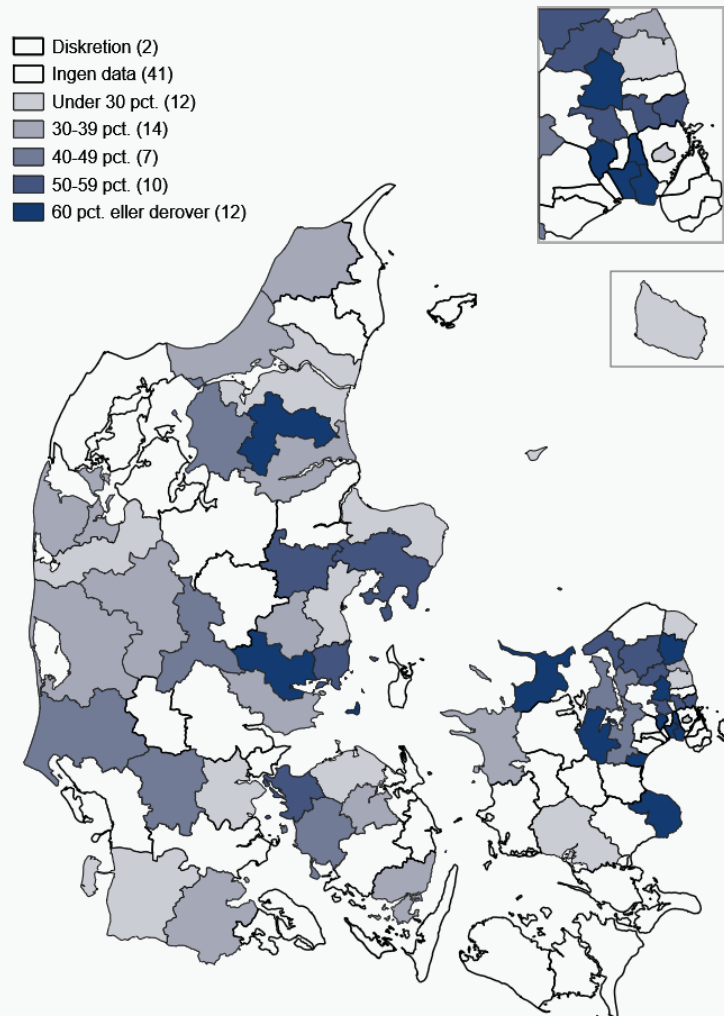 Diskretion (2)
Ingen data (41)
Under 30 pct. (12)
30-39 pct. (14)
40-49 pct. (7)
50-59 pct. (10)
60 pct. eller derover (12)